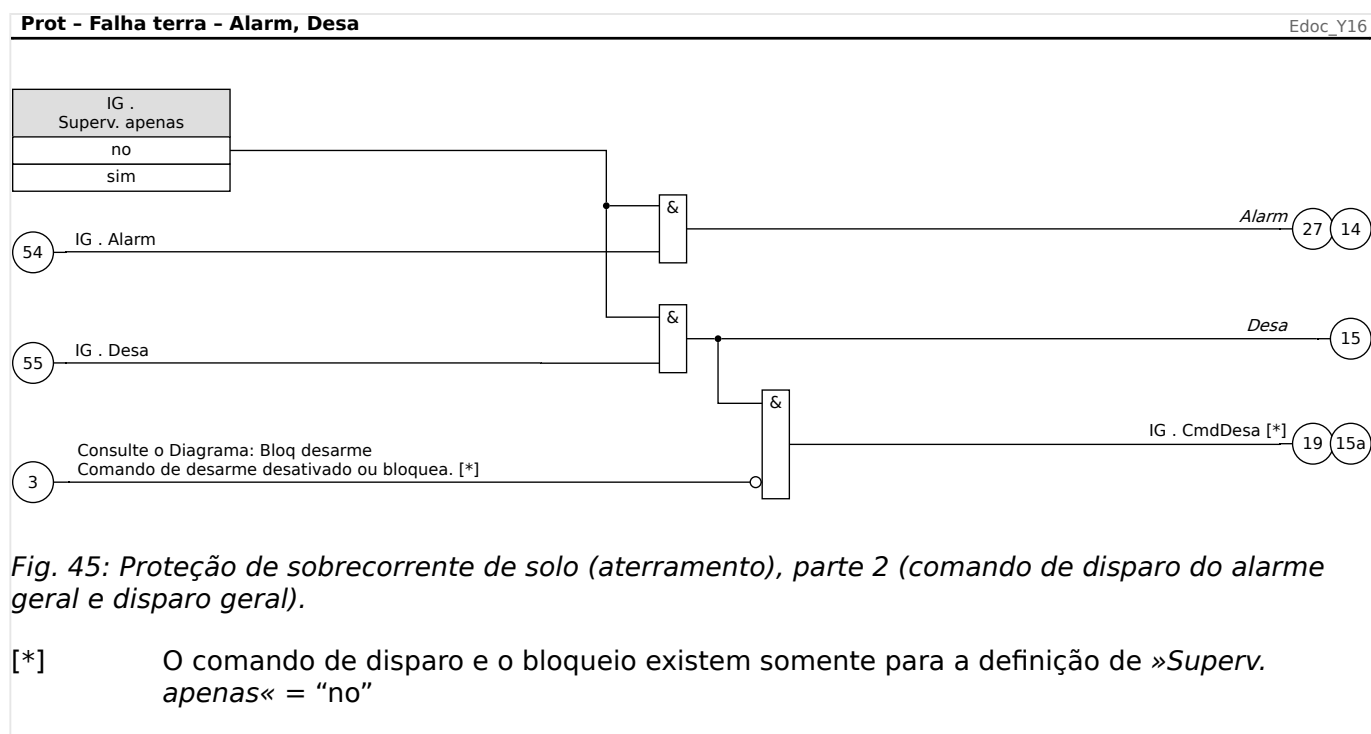 Prot – Falha terra – Alarm, Desa
Edoc_Y16
IG .
Superv. apenas
no
sim
&
Alarm
27
14
54
IG . Alarm
&
Desa
15
55
IG . Desa
&
IG . CmdDesa [*]
19
15a
Consulte o Diagrama: Bloq desarme
Comando de desarme desativado ou bloquea. [*]
3
Fig. 45: Proteção de sobrecorrente de solo (aterramento), parte 2 (comando de disparo do alarme
geral e disparo geral).
[*] O comando de disparo e o bloqueio existem somente para a definição de »Superv.
apenas« = “no”